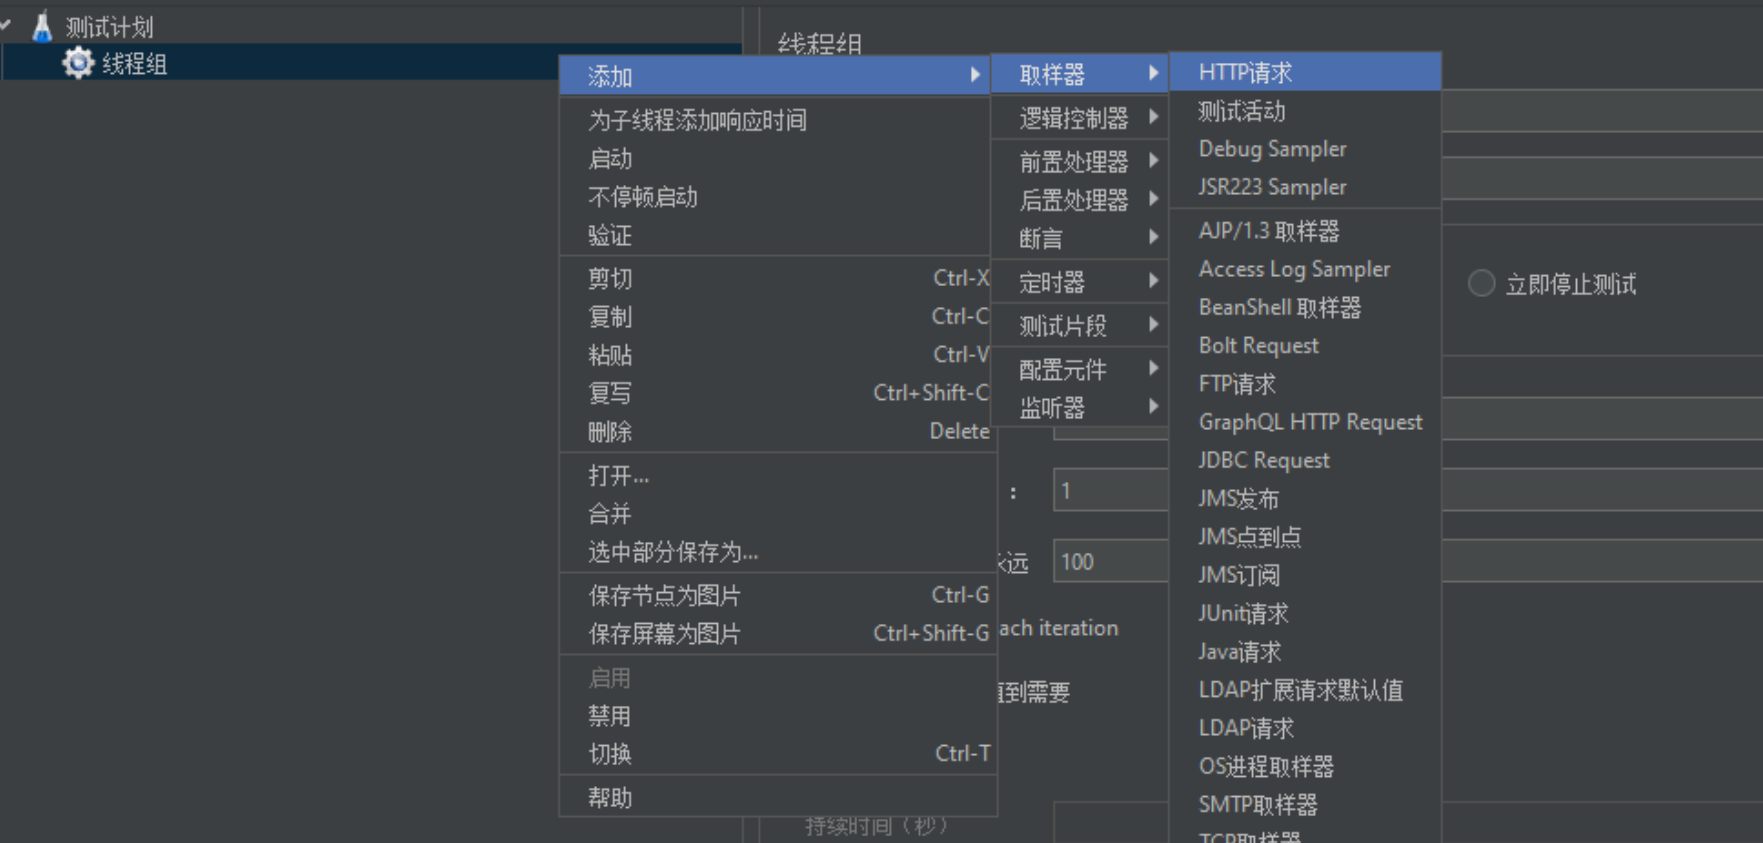 测试计划
线程组
线程组
添加
为子线程添加响应时间
启动
不停顿启动
验证
剪切 Ctrl-X
复制 Ctrl-C
粘贴 Ctrl-V
复写 Ctrl+Shift-C
删除 Delete
打开...
合并
选中部分保存为...
保存节点为图片 Ctrl-G
保存屏幕为图片 Ctrl+Shift-G
启用
禁用
切换 Ctrl-T
帮助
取样器
逻辑控制器
前置处理器
后置处理器
断言
定时器
测试片段
配置元件
监听器
HTTP请求
测试活动
Debug Sampler
JSR223 Sampler
AJP/1.3 取样器
Access Log Sampler
BeanShell 取样器
Bolt Request
FTP请求
GraphQL HTTP Request
JDBC Request
JMS发布
JMS点到点
JMS订阅
JUnit请求
Java请求
LDAP扩展请求默认值
LDAP请求
OS进程取样器
SMTP取样器
TCP取样器
立即停止测试
: 1
远 100
ach iteration
到需要
持续时间（秒）